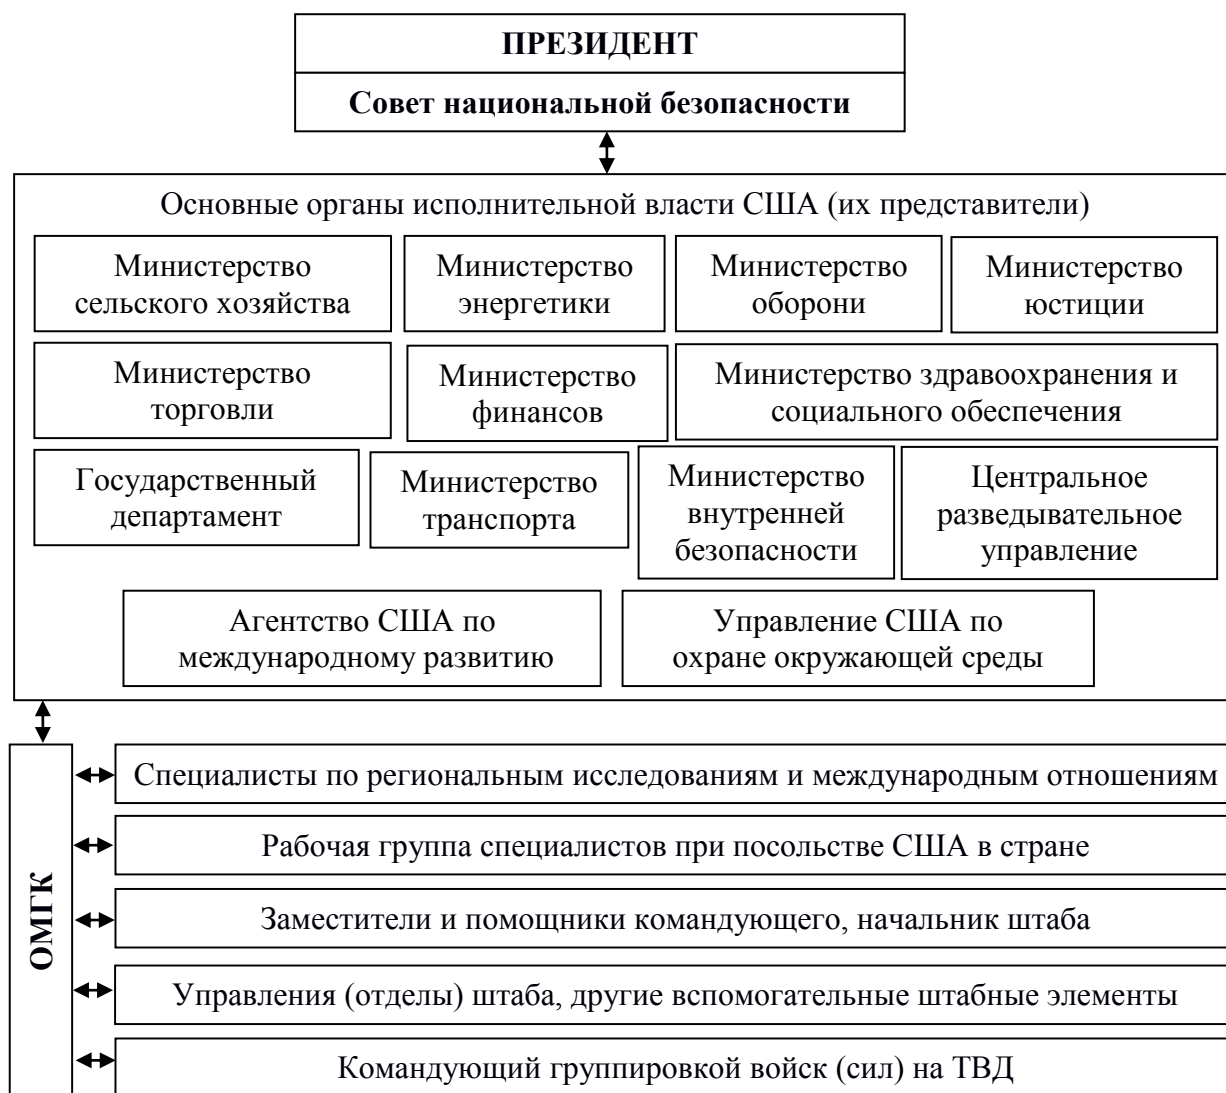 ПРЕЗИДЕНТ
Совет национальной безопасности
Основные органы исполнительной власти США (их представители)
Министерство
сельского хозяйства
Министерство
энергетики
Министерство
оборони
Министерство
юстиции
Министерство
торговли
Министерство
финансов
Министерство здравоохранения и
социального обеспечения
Государственный
департамент
Министерство
транспорта
Министерство
внутренней
безопасности
Центральное
разведывательное
управление
Агентство США по
международному развитию
Управление США по
охране окружающей среды
ОМГК
Специалисты по региональным исследованиям и международным отношениям
Рабочая группа специалистов при посольстве США в стране
Заместители и помощники командующего, начальник штаба
Управления (отделы) штаба, другие вспомогательные штабные элементы
Командующий группировкой войск (сил) на ТВД